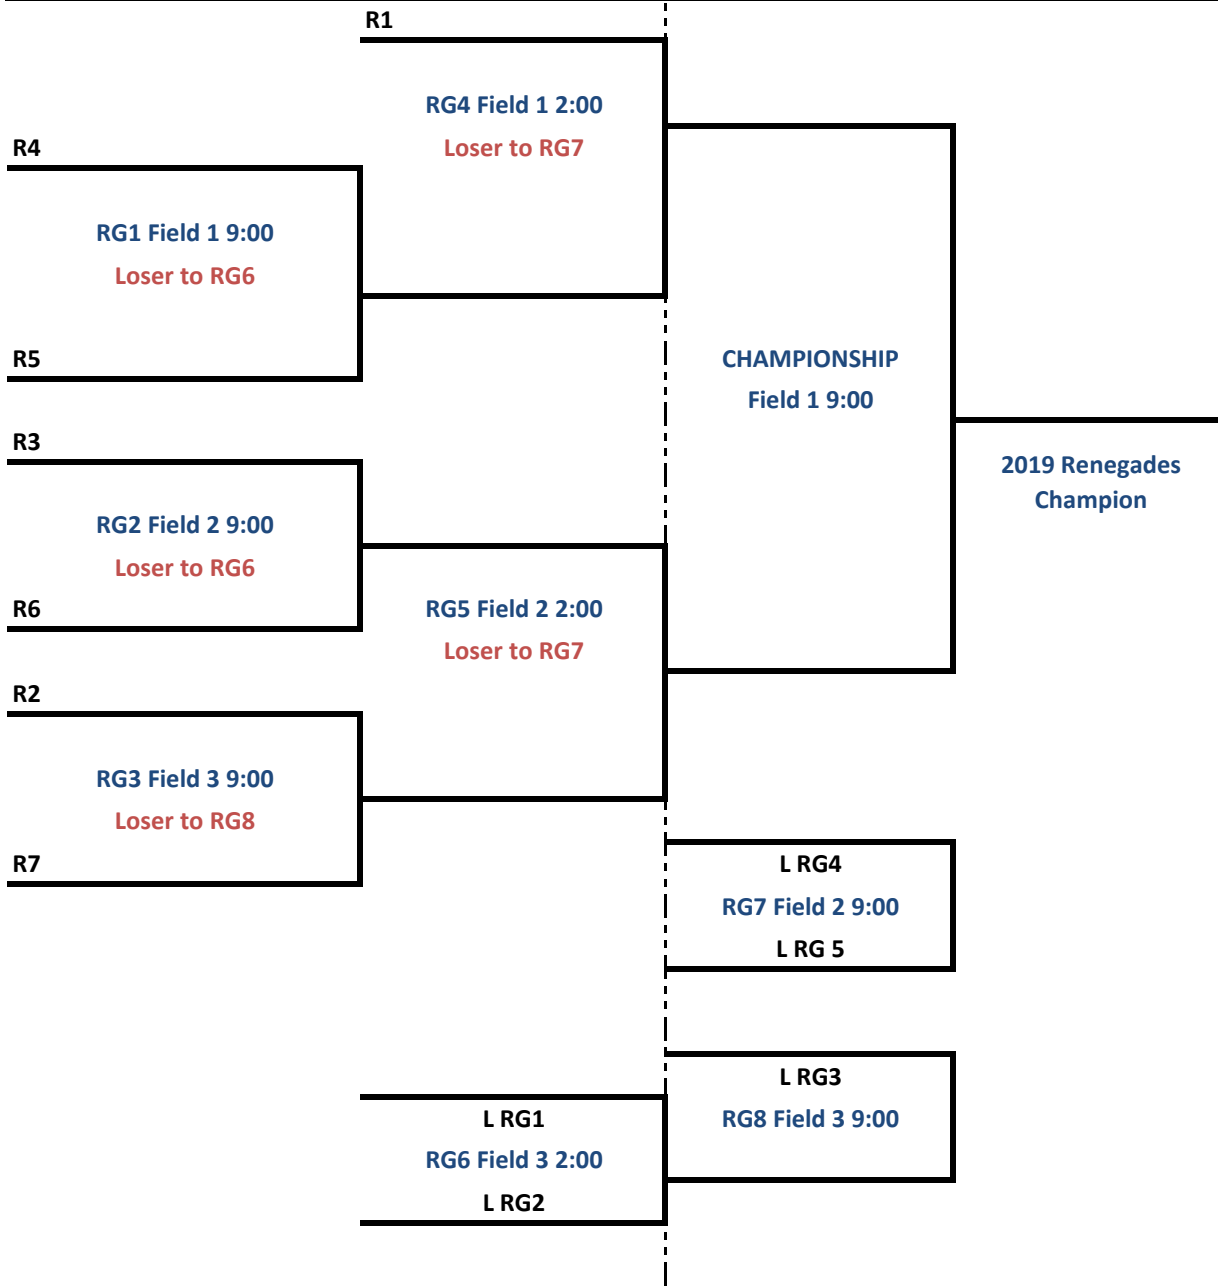 R1
RG4 Field 1 2:00
Loser to RG7
R4
RG1 Field 1 9:00
Loser to RG6
R5
CHAMPIONSHIP
Field 1 9:00
R3
2019 Renegades
Champion
RG2 Field 2 9:00
Loser to RG6
R6
RG5 Field 2 2:00
Loser to RG7
R2
RG3 Field 3 9:00
Loser to RG8
R7
L RG4
RG7 Field 2 9:00
L RG 5
L RG3
RG8 Field 3 9:00
L RG1
RG6 Field 3 2:00
L RG2